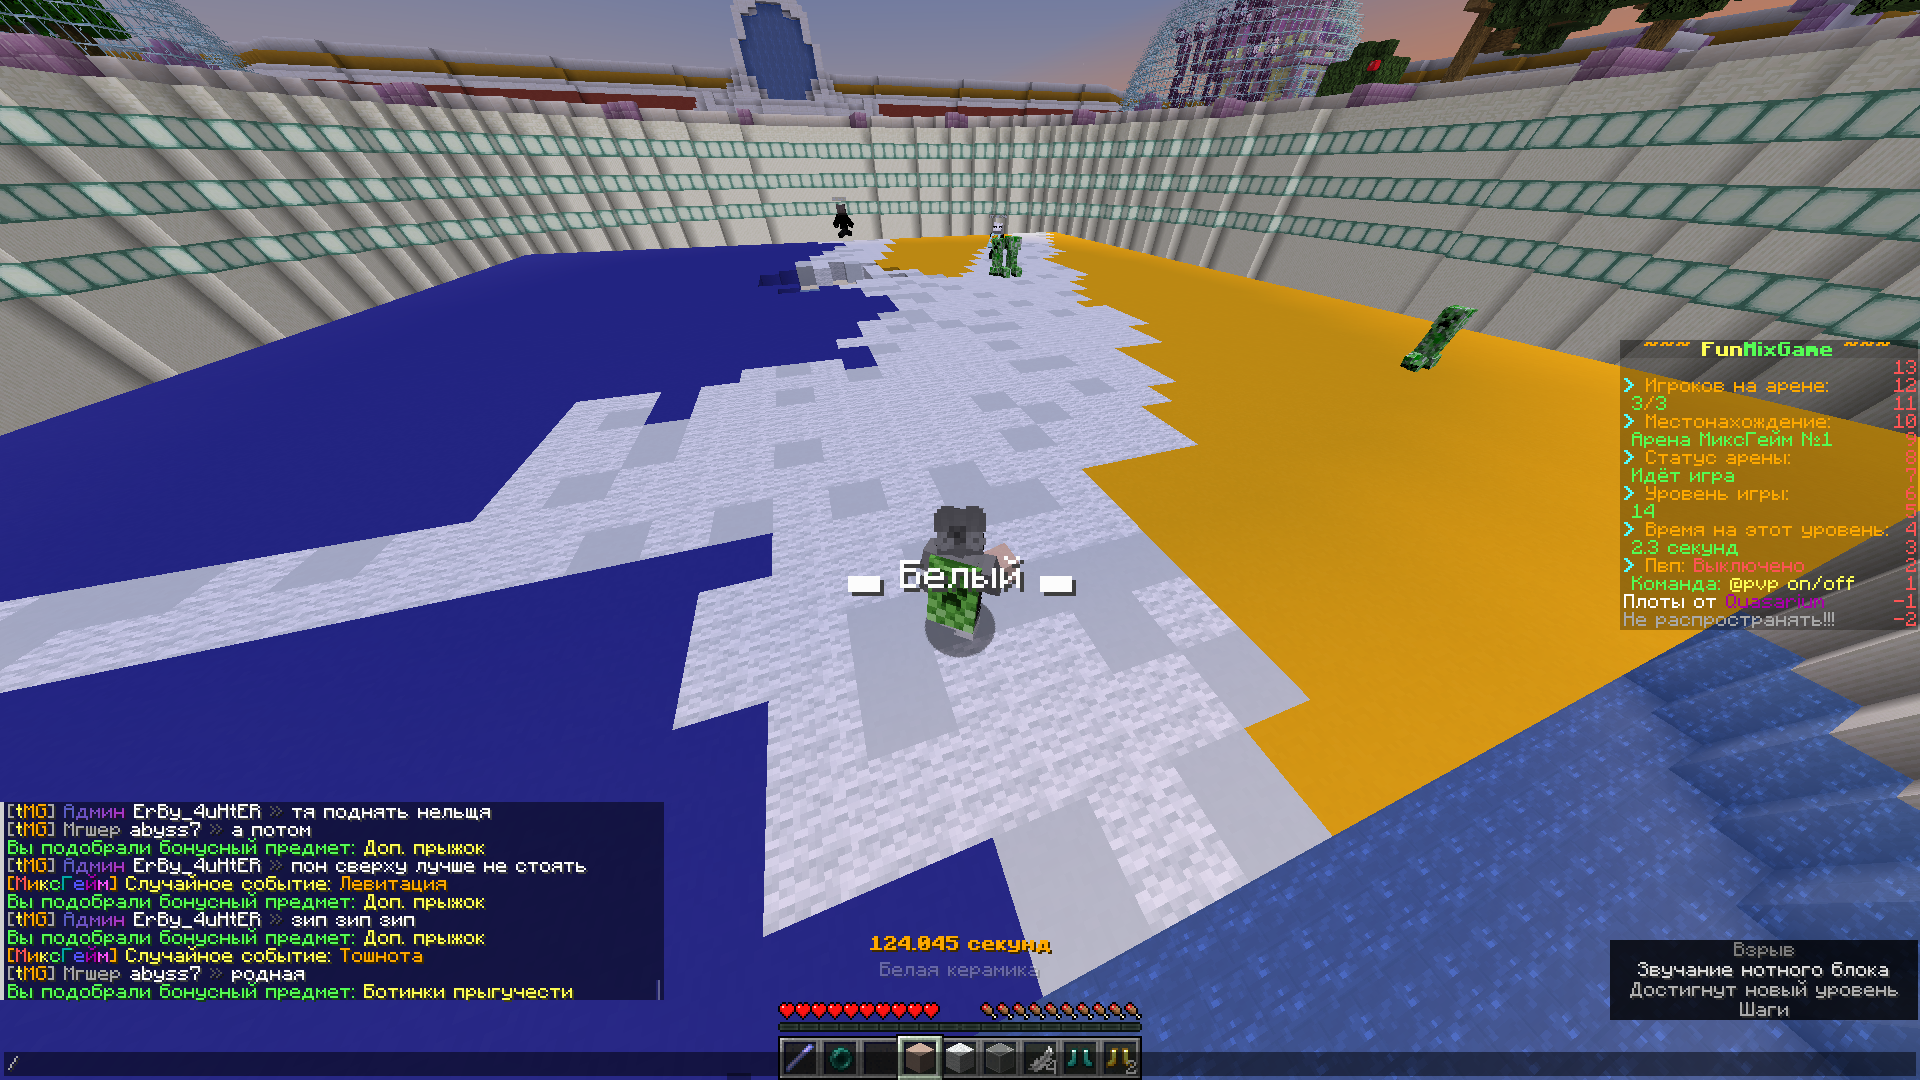 ~~~~ FunMixGame ~~~~
13
> Игроков на арене: 12
3/3 11
> Местонахождение: 10
Арена МиксГейм №1 9
> Статус арены: 8
Идёт игра 7
> Уровень игры: 6
14 5
> Время на этот уровень: 4
2.3 секунд 3
> Пвп: Выключено 2
Команда: @pvp on/off 1
Плоты от Quasarium -1
Не распространять!!! -2
Белый
[tMG] Админ ErBy_4uHtER » тя поднять нельщя
[tMG] Мгшер abyss7 » а потом
Вы подобрали бонусный предмет: Доп. прыжок
[tMG] Админ ErBy_4uHtER » пон сверху лучше не стоять
[МиксГейм] Случайное событие: Левитация
Вы подобрали бонусный предмет: Доп. прыжок
[tMG] Админ ErBy_4uHtER » зип зип зип
Вы подобрали бонусный предмет: Доп. прыжок
[МиксГейм] Случайное событие: Тошнота
[tMG] Мгшер abyss7 » родная
Вы подобрали бонусный предмет: Ботинки прыгучести
124.045 секунд
Белая керамика
Взрыв
Звучание нотного блока
Достигнут новый уровень
Шаги
4
2
/